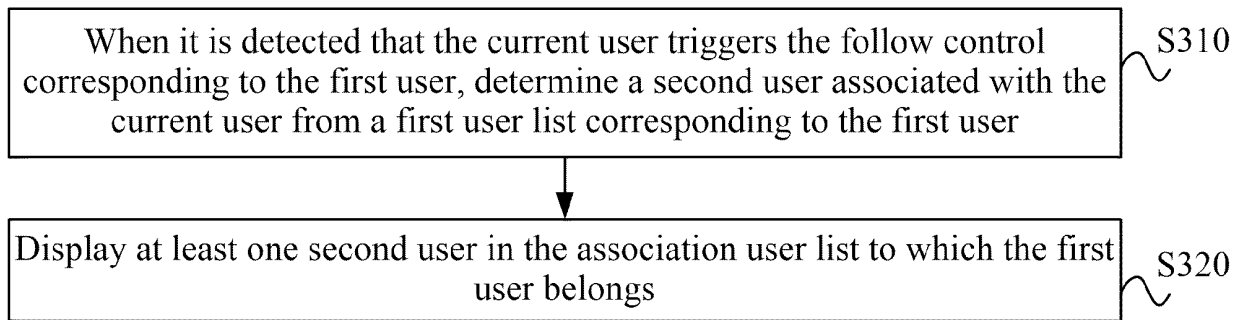 When it is detected that the current user triggers the follow control
corresponding to the first user, determine a second user associated with the
current user from a first user list corresponding to the first user
S310
Display at least one second user in the association user list to which the first
user belongs
S320